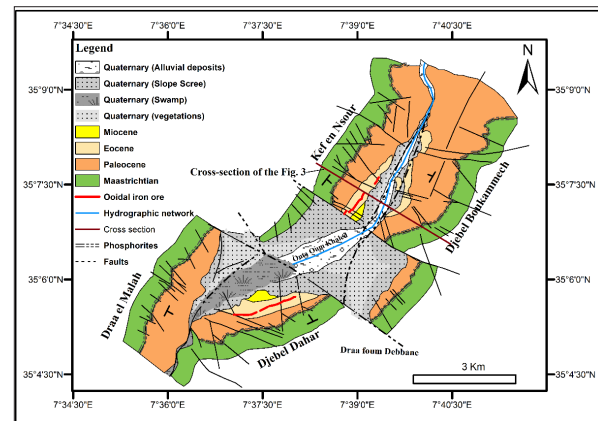 7°34'30"E 7°36'0"E 7°37'30"E 7°39'0"E 7°40'30"E
Legend
Quaternary (Alluvial deposits)
Quaternary (Slope Scree)
Quaternary (Swamp)
Quaternary (vegetations)
Miocene
Eocene
Paleocene
Maastrichtian
Ooidal iron ore
Hydrographic network
Cross section
Phosphorites
Faults
N
35°9'0"N 35°9'0"N
Kef en Nsour
Cross-section of the Fig. 3
35°7'30"N 35°7'30"N
Djebel Boukammech
Oued Oum Khaled
35°6'0"N 35°6'0"N
Draa el Malah
Djebel Dahar
Draa foum Debbane
3 Km
35°4'30"N 35°4'30"N
7°34'30"E 7°36'0"E 7°37'30"E 7°39'0"E 7°40'30"E